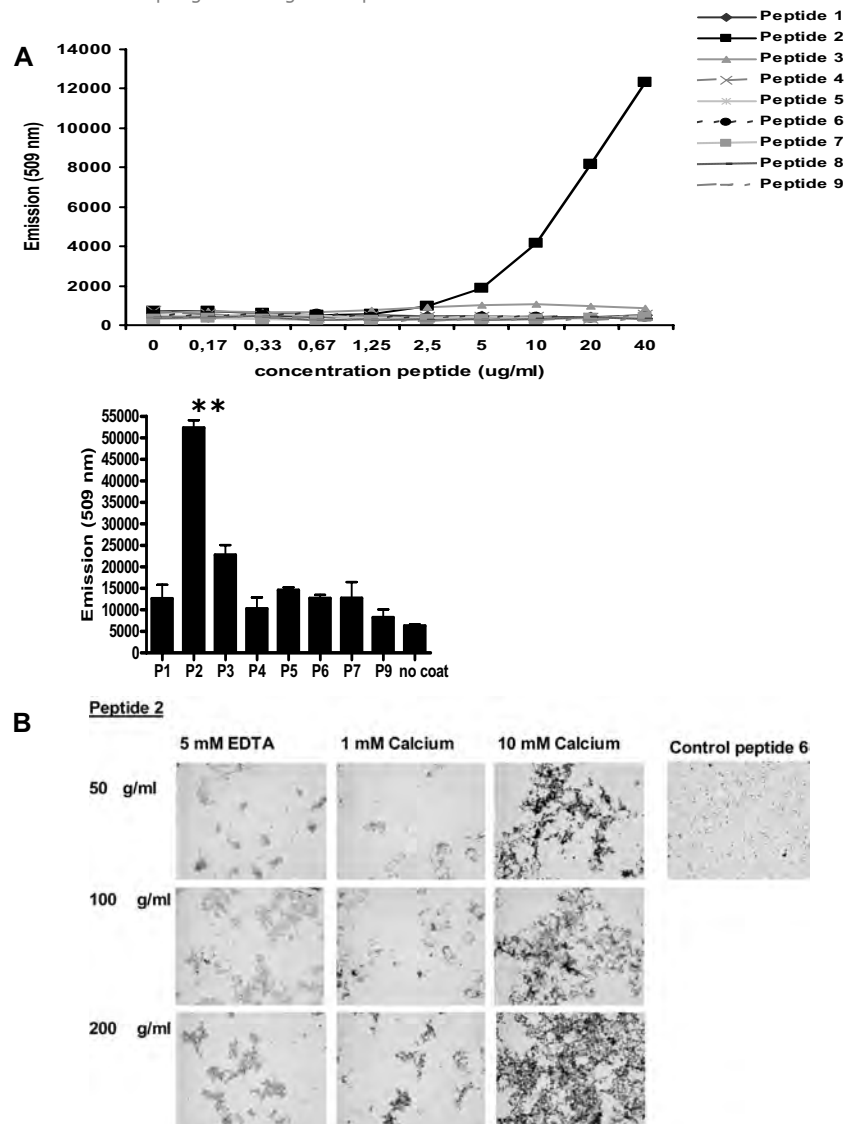 Peptide 1
Peptide 2
Peptide 3
Peptide 4
Peptide 5
Peptide 6
Peptide 7
Peptide 8
Peptide 9
A
14000
12000
10000
8000
6000
4000
2000
0
Emission (509 nm)
0 0,17 0,33 0,67 1,25 2,5 5 10 20 40
concentration peptide (ug/ml)
**
55000
50000
45000
40000
35000
30000
25000
20000
15000
10000
5000
0
Emission (509 nm)
P1 P2 P3 P4 P5 P6 P7 P9 no coat
B
Peptide 2
5 mM EDTA 1 mM Calcium 10 mM Calcium Control peptide 6
50 g/ml
100 g/ml
200 g/ml